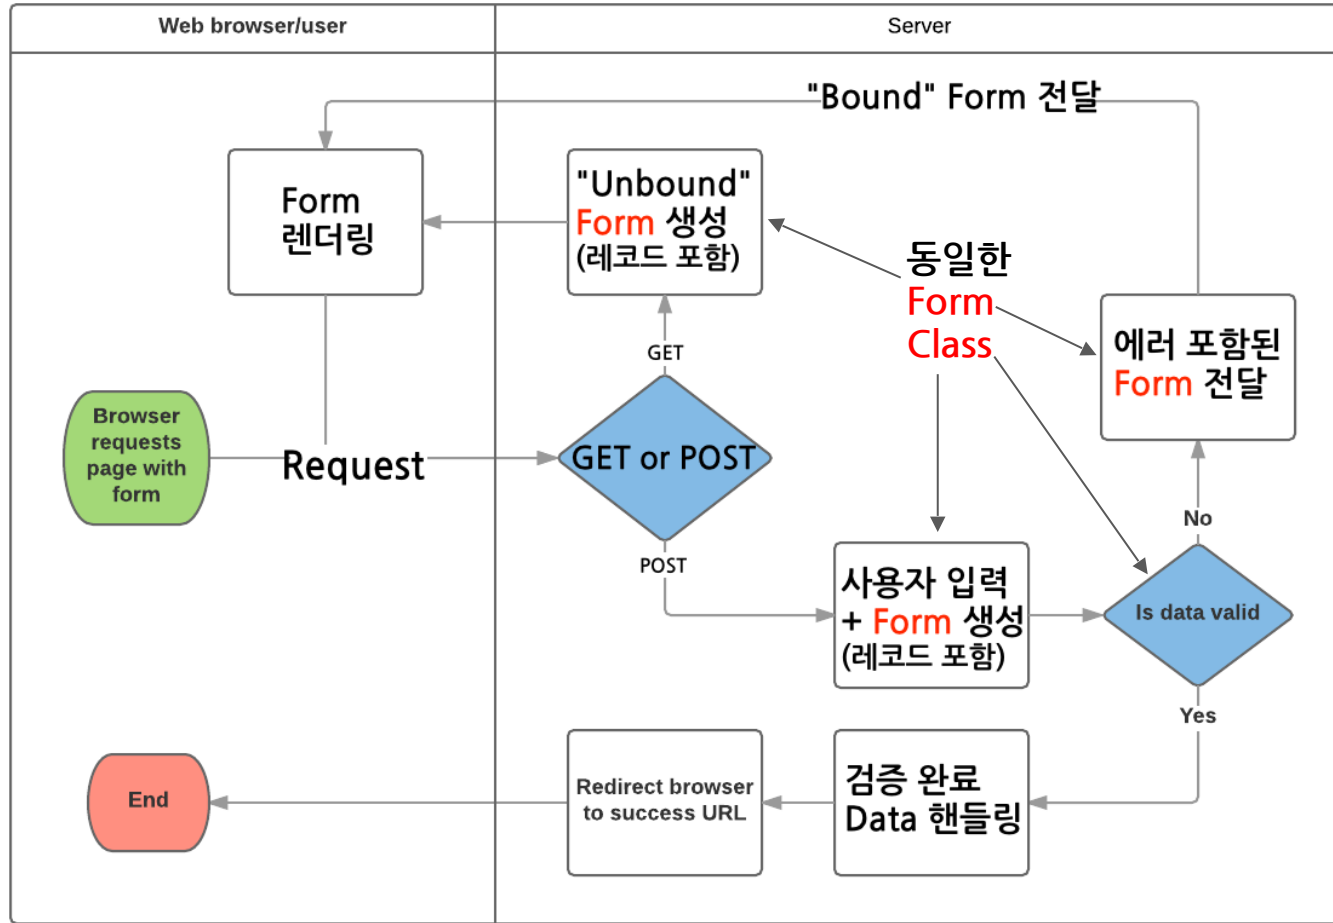 Web browser/user
Server
"Bound" Form 전달
Form
렌더링
"Unbound"
Form 생성
(레코드 포함)
동일한
Form
Class
에러 포함된
Form 전달
GET
Browser
requests
page with
form
Request
GET or POST
No
POST
사용자 입력
+ Form 생성
(레코드 포함)
Is data valid
Yes
End
Redirect browser
to success URL
검증 완료
Data 핸들링